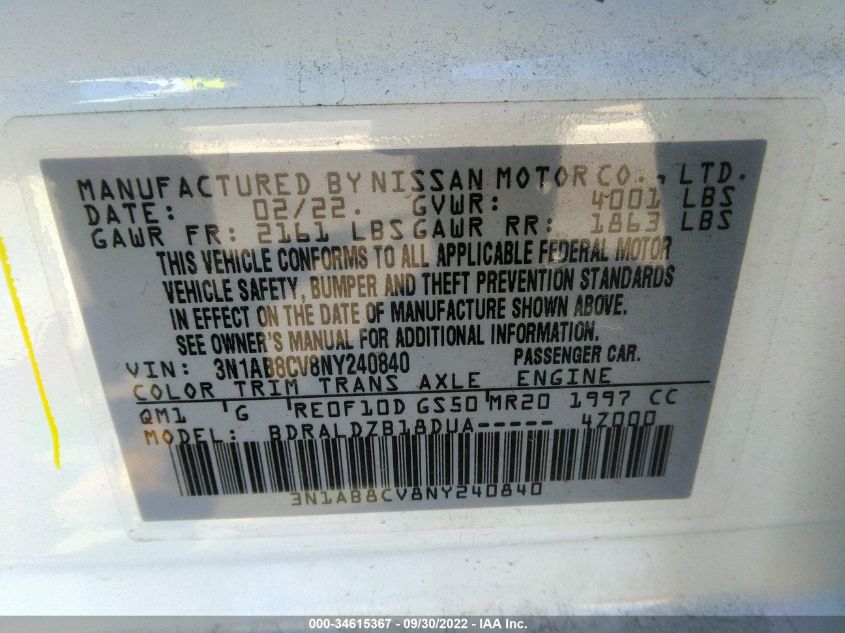 MANUFACTURED BY NISSAN MOTOR CO., LTD.
DATE: 02/22. GVWR: 4001 LBS
GAWR FR: 2161 LBS GAWR RR: 1863 LBS
THIS VEHICLE CONFORMS TO ALL APPLICABLE FEDERAL MOTOR
VEHICLE SAFETY, BUMPER AND THEFT PREVENTION STANDARDS
IN EFFECT ON THE DATE OF MANUFACTURE SHOWN ABOVE.
SEE OWNER'S MANUAL FOR ADDITIONAL INFORMATION.
VIN: 3N1AB8CV8NY240840 PASSENGER CAR.
COLOR TRIM TRANS AXLE ENGINE
QM1 G RE0F10D GS50 MR20 1997 CC
MODEL: BDRALDZB18DUA----- 4Z000
3N1AB8CV8NY240840
000-34615367 - 09/30/2022 - IAA Inc.